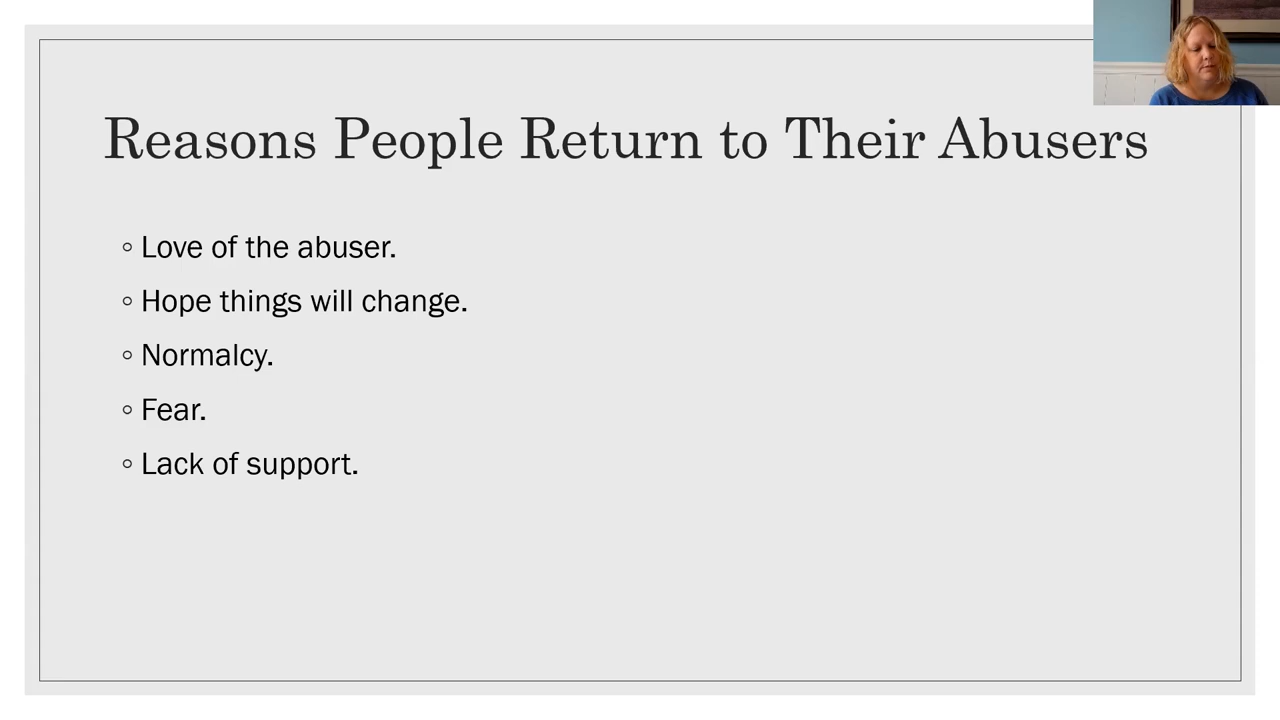 Reasons People Return to Their Abusers
◦ Love of the abuser.
◦ Hope things will change.
◦ Normalcy.
◦ Fear.
◦ Lack of support.